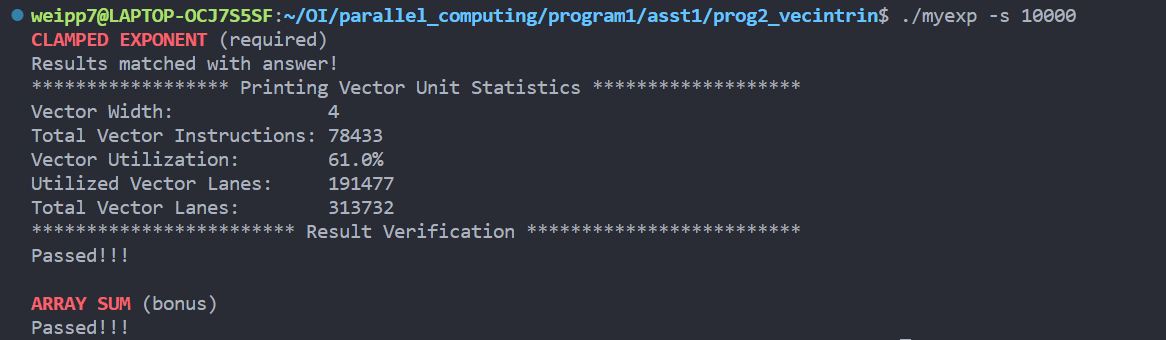 weipp7@LAPTOP-OCJ7S5SF:~/OI/parallel_computing/program1/asst1/prog2_vecintrin$ ./myexp -s 10000
CLAMPED EXPONENT (required)
Results matched with answer!
****************** Printing Vector Unit Statistics *******************
Vector Width:              4
Total Vector Instructions: 78433
Vector Utilization:        61.0%
Utilized Vector Lanes:     191477
Total Vector Lanes:        313732
************************ Result Verification *************************
Passed!!!

ARRAY SUM (bonus)
Passed!!!